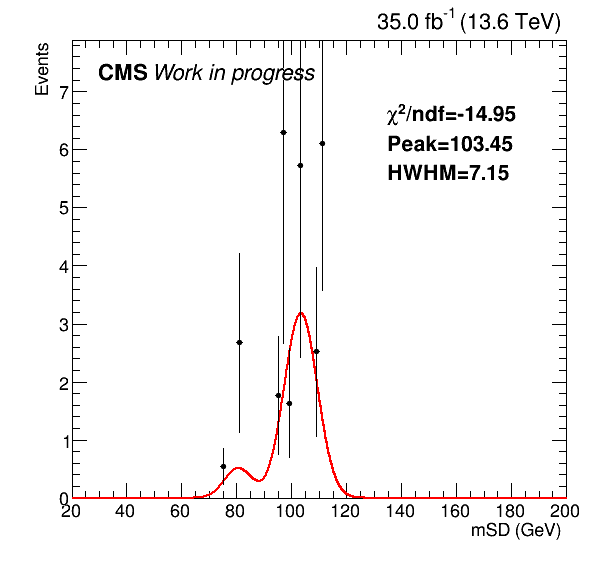 35.0 fb⁻¹ (13.6 TeV)
Events
CMS Work in progress
χ²/ndf=-14.95
Peak=103.45
HWHM=7.15
7
6
5
4
3
2
1
0
20 40 60 80 100 120 140 160 180 200
mSD (GeV)